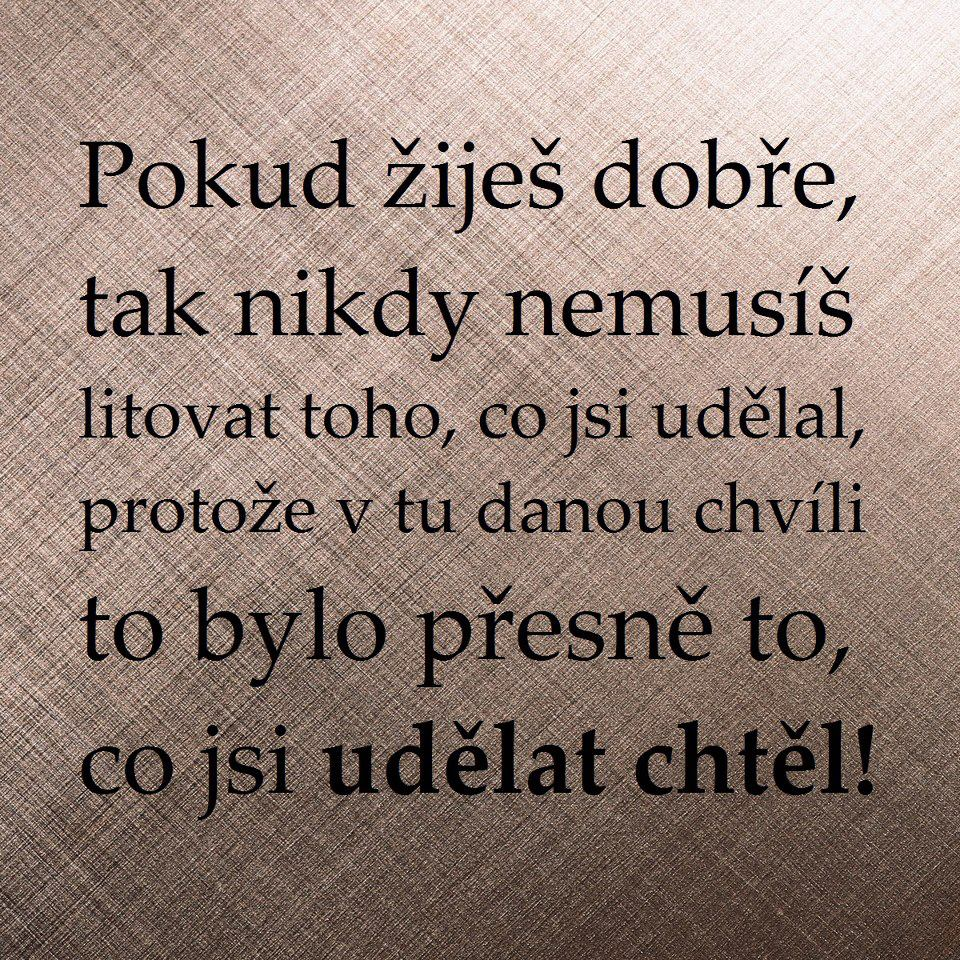 Pokud žiješ dobře,
tak nikdy nemusíš
litovat toho, co jsi udělal,
protože v tu danou chvíli
to bylo přesně to,
co jsi udělat chtěl!